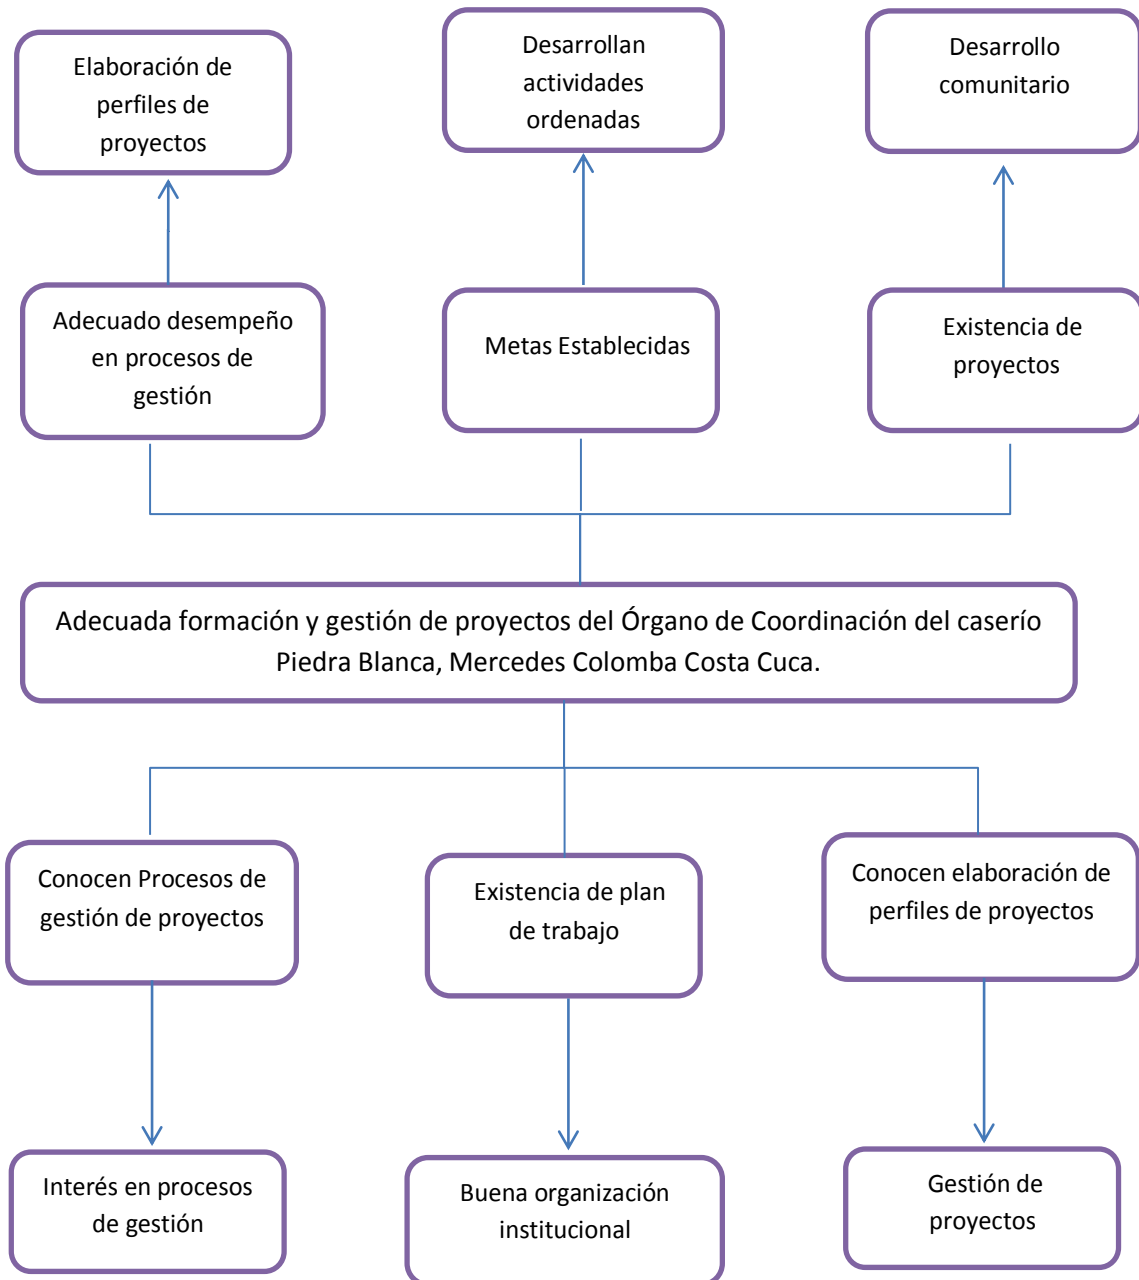 Elaboración de
perfiles de
proyectos
Desarrollan
actividades
ordenadas
Desarrollo
comunitario
Adecuado desempeño
en procesos de
gestión
Metas Establecidas
Existencia de
proyectos
Adecuada formación y gestión de proyectos del Órgano de Coordinación del caserío
Piedra Blanca, Mercedes Colomba Costa Cuca.
Conocen Procesos de
gestión de proyectos
Existencia de plan
de trabajo
Conocen elaboración de
perfiles de proyectos
Interés en procesos
de gestión
Buena organización
institucional
Gestión de
proyectos